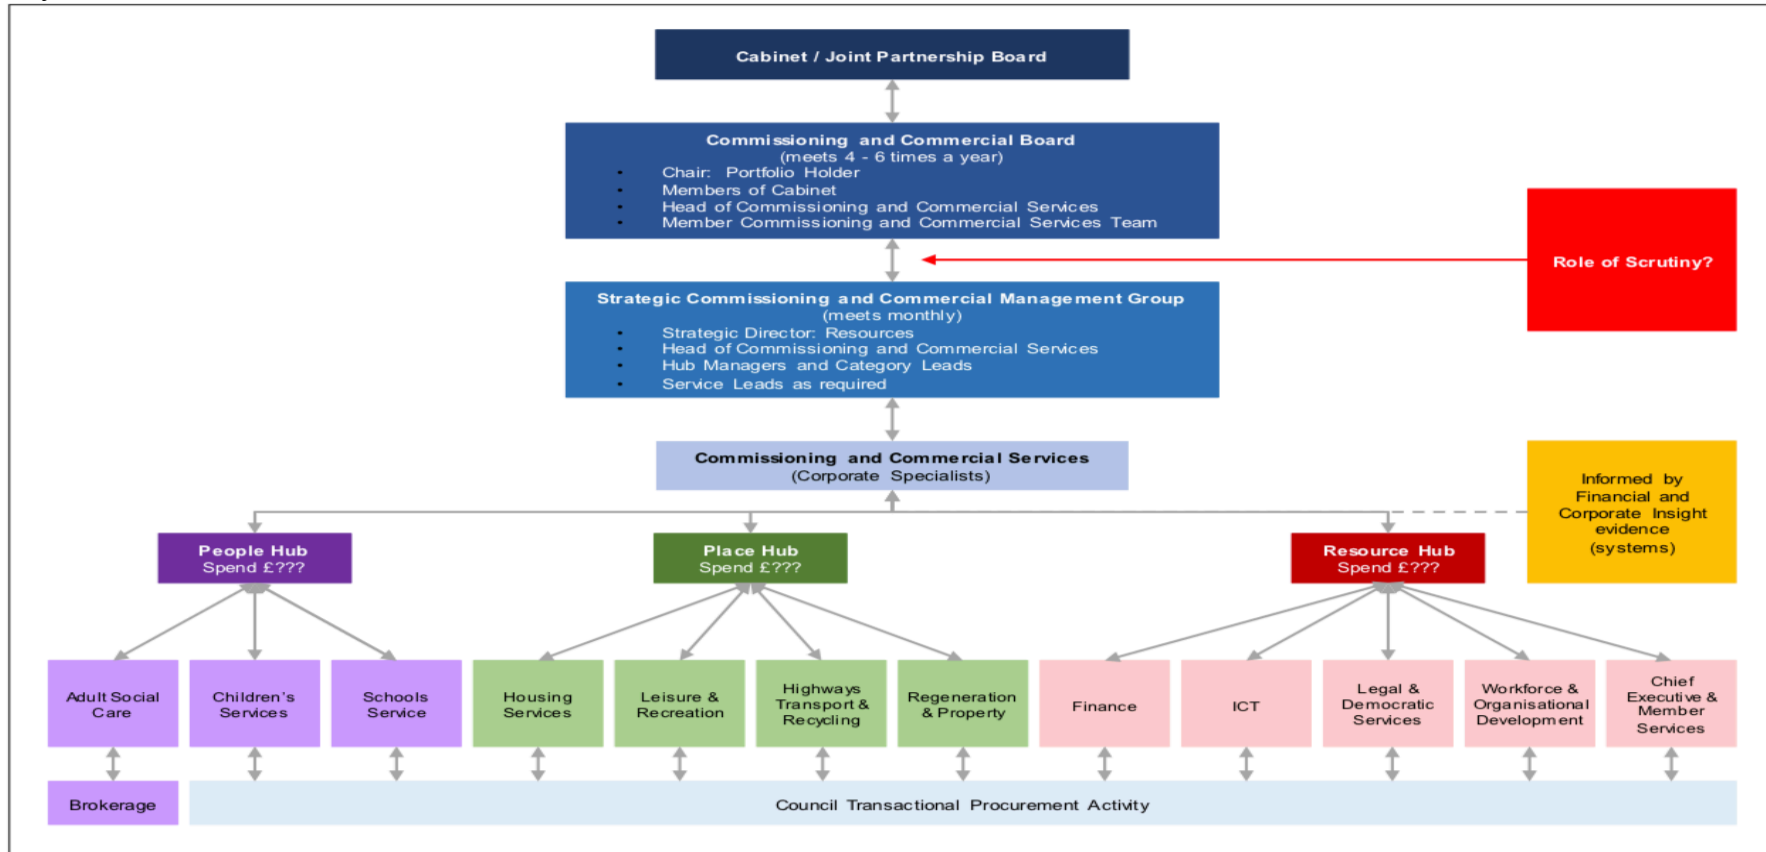 Cabinet / Joint Partnership Board
Commissioning and Commercial Board
(meets 4 - 6 times a year)
• Chair: Portfolio Holder
• Members of Cabinet
• Head of Commissioning and Commercial Services
• Member Commissioning and Commercial Services Team
Role of Scrutiny?
Strategic Commissioning and Commercial Management Group
(meets monthly)
• Strategic Director: Resources
• Head of Commissioning and Commercial Services
• Hub Managers and Category Leads
• Service Leads as required
Commissioning and Commercial Services
(Corporate Specialists)
Informed by
Financial and
Corporate Insight
evidence
(systems)
People Hub
Spend £???
Place Hub
Spend £???
Resource Hub
Spend £???
Adult Social
Care
Children's
Services
Schools
Service
Housing
Services
Leisure &
Recreation
Highways
Transport &
Recycling
Regeneration
& Property
Finance
ICT
Legal &
Democratic
Services
Workforce &
Organisational
Development
Chief
Executive &
Member
Services
Brokerage
Council Transactional Procurement Activity